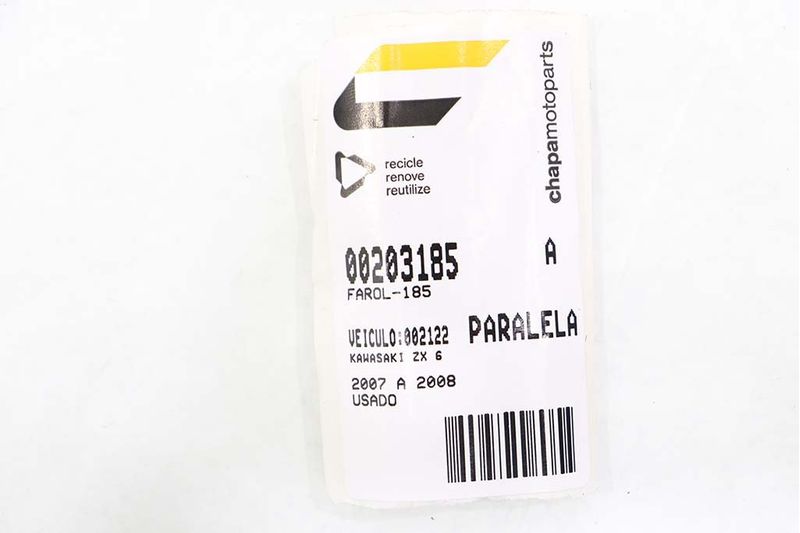 chapamotoparts
recicle
renove
reutilize
00203185
A
FAROL-185
VEICULO:002122
PARALELA
KAWASAKI ZX 6
2007 A 2008
USADO